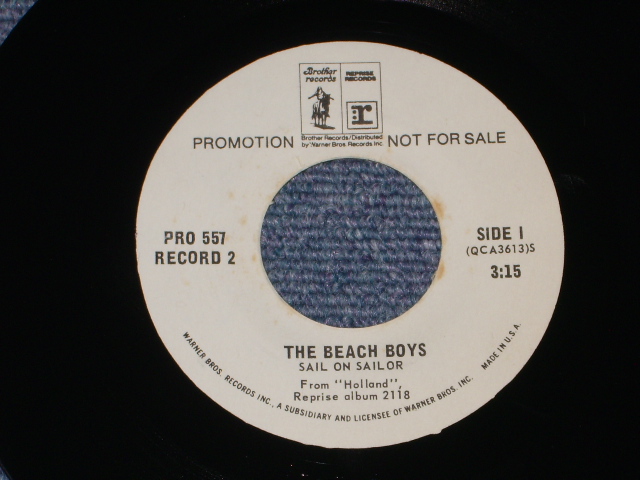 Brother records
REPRISE RECORDS
r
Brother Records/Distributed by Warner Bros. Records Inc
PROMOTION NOT FOR SALE
PRO 557
RECORD 2
SIDE I
(QCA3613)S
3:15
THE BEACH BOYS
SAIL ON SAILOR
From "Holland",
Reprise album 2118
WARNER BROS. RECORDS INC., A SUBSIDIARY AND LICENSEE OF WARNER BROS. INC. MADE IN U.S.A.